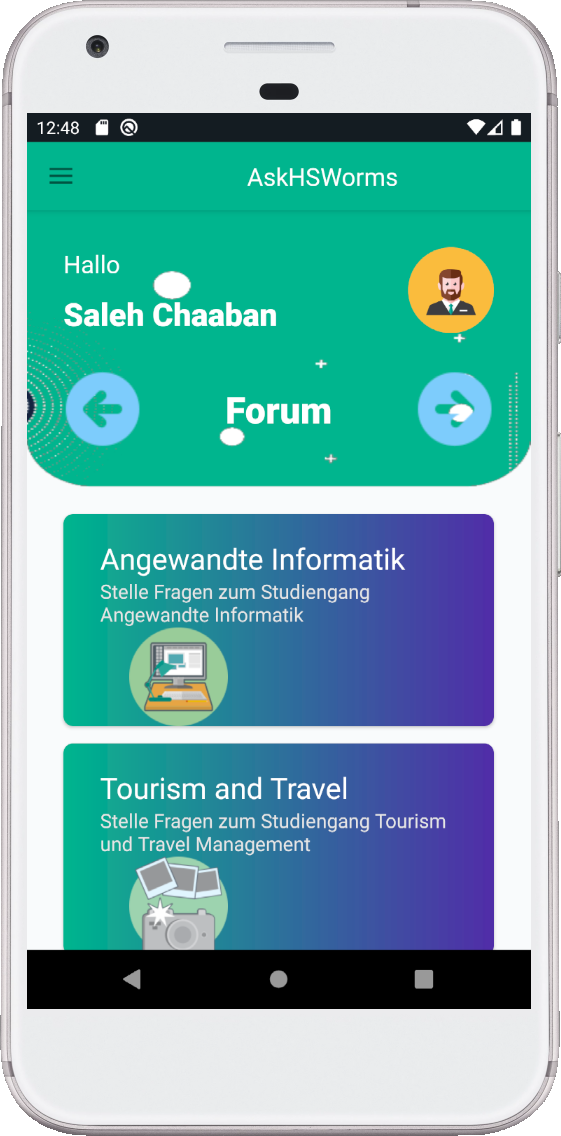 12:48
AskHSWorms
Hallo
Saleh Chaaban
Forum
Angewandte Informatik
Stelle Fragen zum Studiengang
Angewandte Informatik
Tourism and Travel
Stelle Fragen zum Studiengang Tourism
und Travel Management